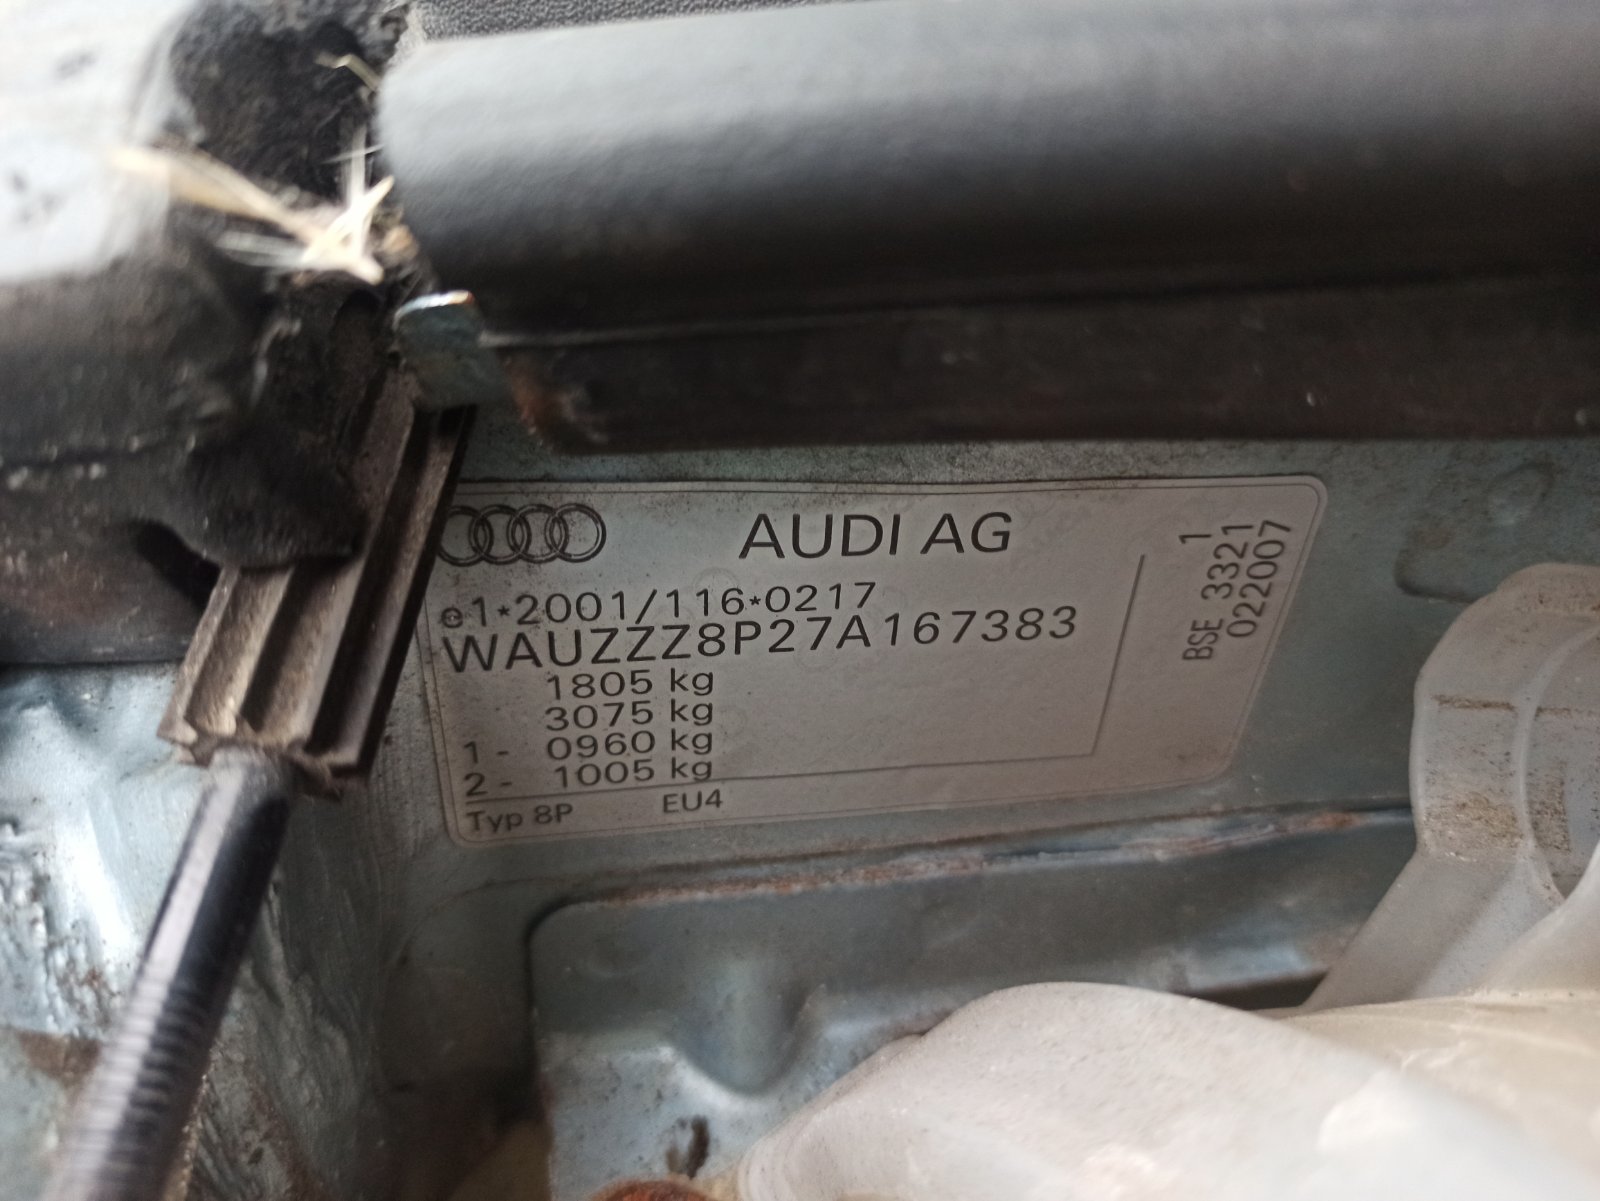 AUDI AG
e1*2001/116*0217
WAUZZZ8P27A167383
1805 kg
3075 kg
1 - 0960 kg
2 - 1005 kg
Typ 8P EU4
1
BSE 3321
022007